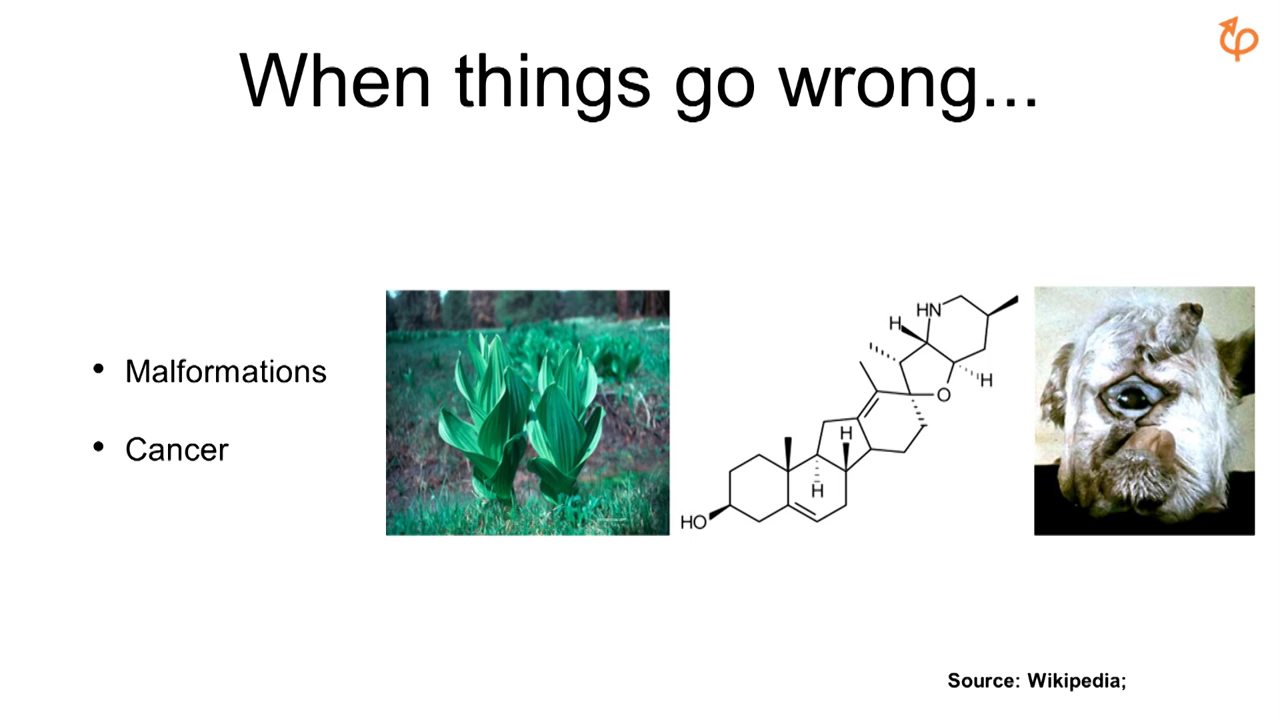 When things go wrong...
• Malformations
• Cancer
HN
H
H
O
H
H
HO
Source: Wikipedia;